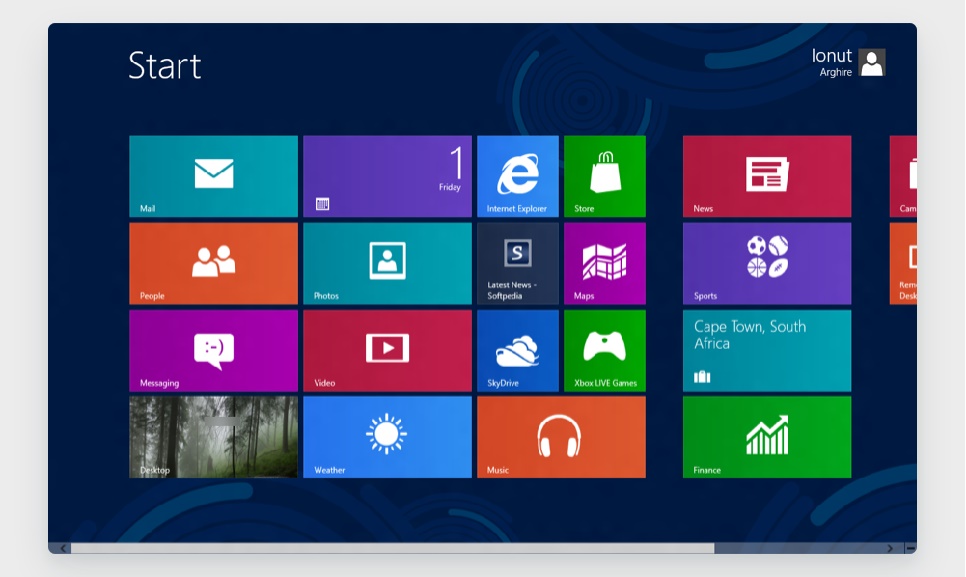 Start
Ionut
Arghire
Mail
1
Friday
Internet Explorer
Store
News
Cam
People
Photos
S
Latest News -
Softpedia
Maps
Sports
Rem
Desk
Messaging
:-)
Video
SkyDrive
Xbox LIVE Games
Cape Town, South
Africa
Desktop
Weather
Music
Finance